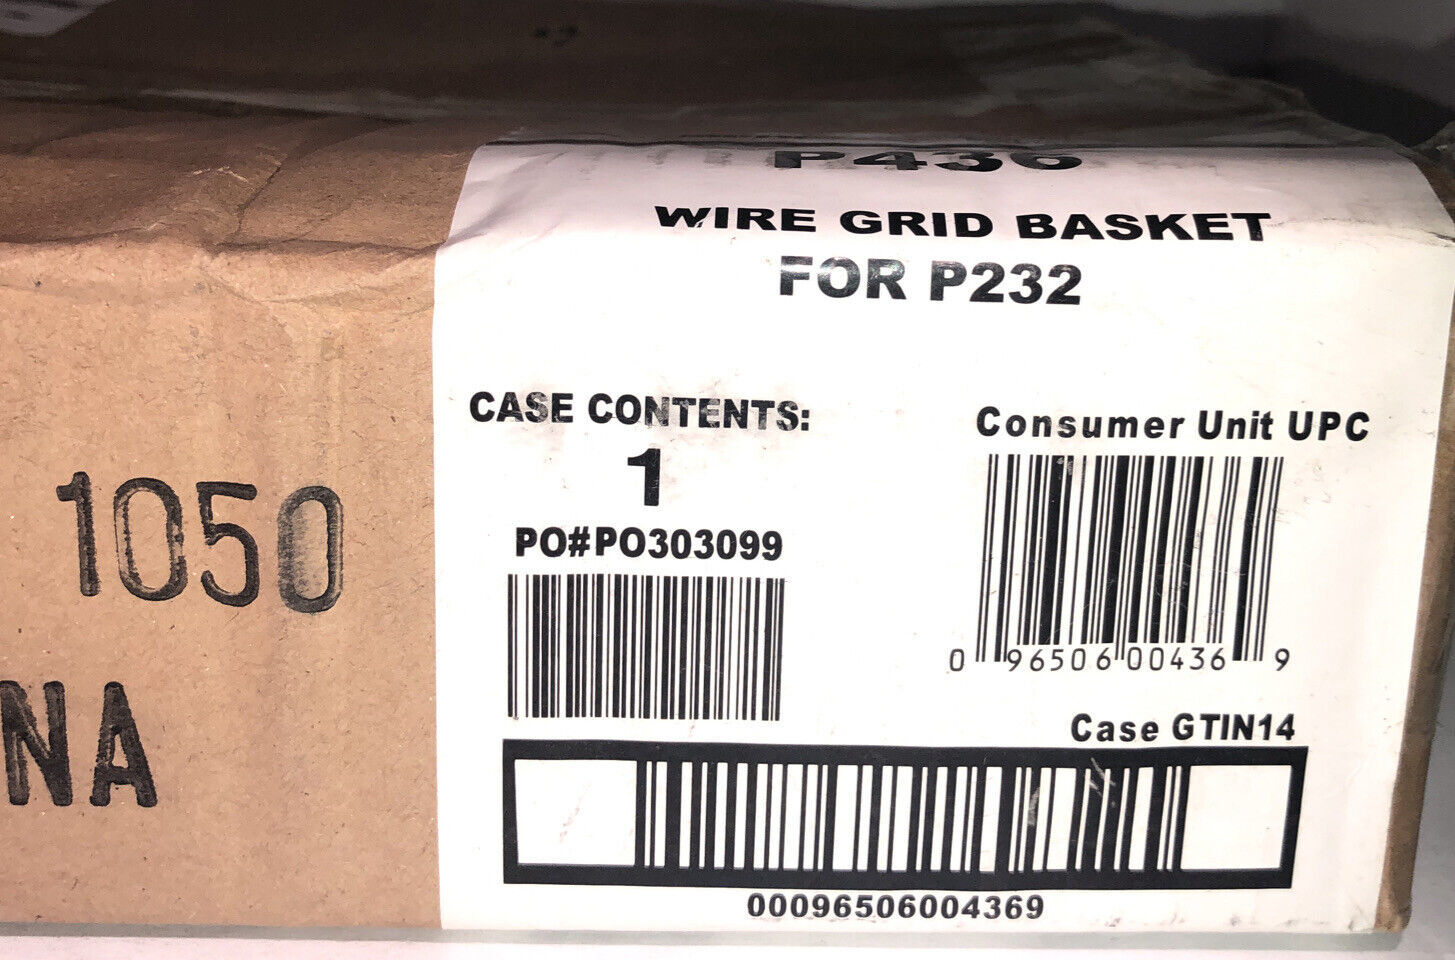 P436
WIRE GRID BASKET
FOR P232
CASE CONTENTS:
1
PO#PO303099
Consumer Unit UPC
0 96506 00436 9
Case GTIN14
00096506004369
1050
NA